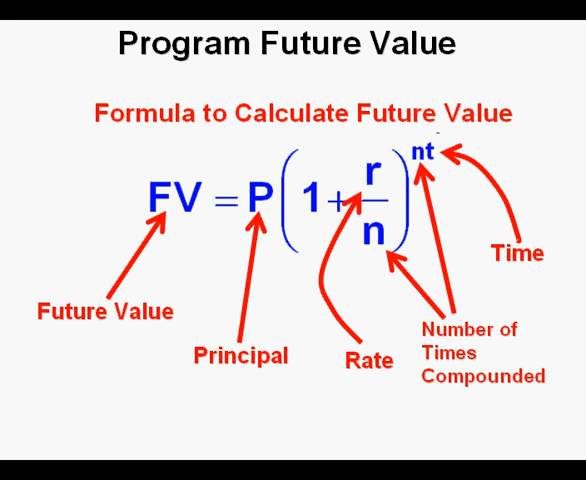 Program Future Value
Formula to Calculate Future Value
FV = P(1+r/n)^nt
Time
Future Value
Principal
Rate
Number of
Times
Compounded